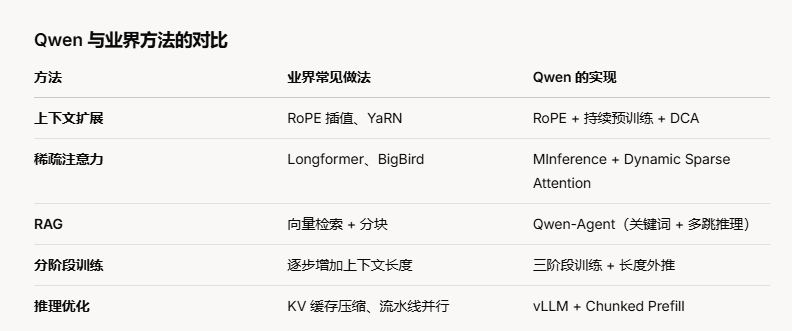 Qwen 与业界方法的对比
方法 业界常见做法 Qwen 的实现
上下文扩展 RoPE 插值、YaRN RoPE + 持续预训练 + DCA
稀疏注意力 Longformer、BigBird MInference + Dynamic Sparse
Attention
RAG 向量检索 + 分块 Qwen-Agent（关键词 + 多跳推理）
分阶段训练 逐步增加上下文长度 三阶段训练 + 长度外推
推理优化 KV 缓存压缩、流水线并行 vLLM + Chunked Prefill